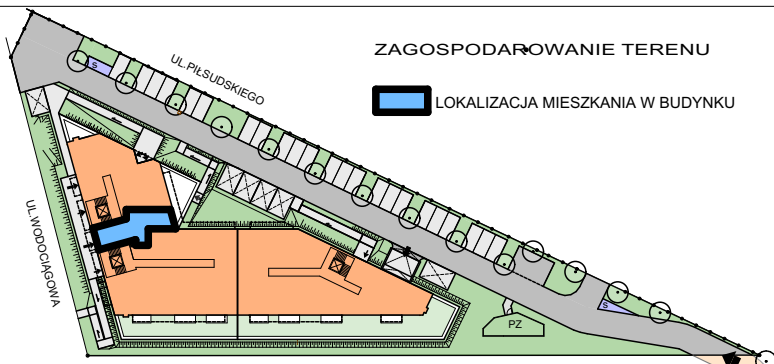 ZAGOSPODAROWANIE TERENU
LOKALIZACJA MIESZKANIA W BUDYNKU
UL.PIŁSUDSKIEGO
UL.WODOCIĄGOWA
S
S
PZ